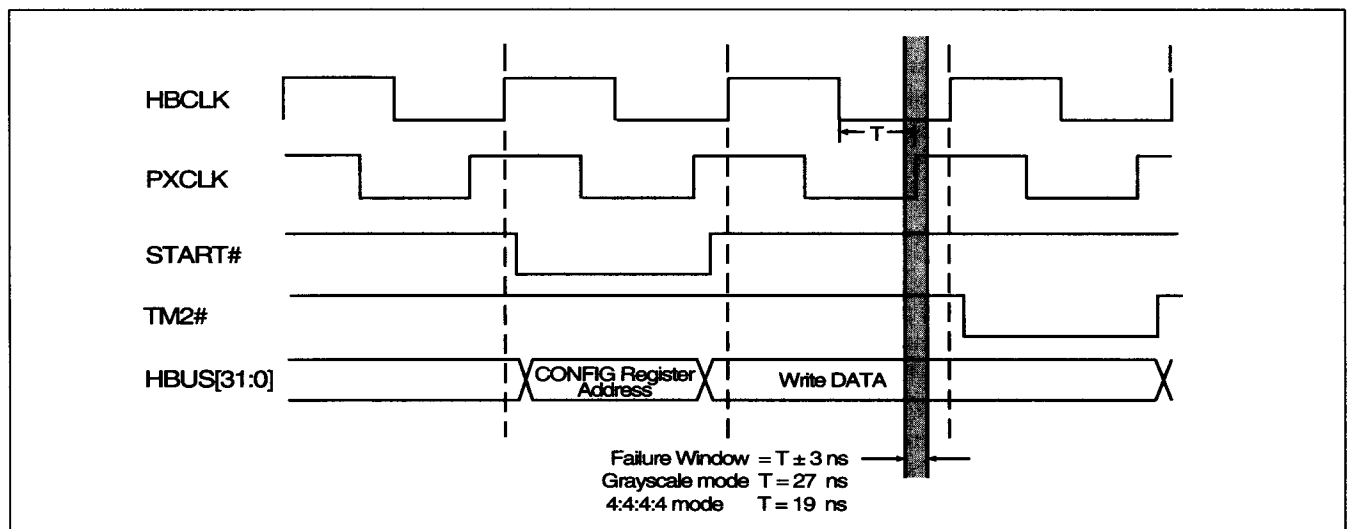 HBCLK
T
PXCLK
START#
TM2#
HBUS[31:0]
CONFIG Register
Address
Write DATA
Failure Window = T ± 3 ns
Grayscale mode T = 27 ns
4:4:4:4 mode T = 19 ns